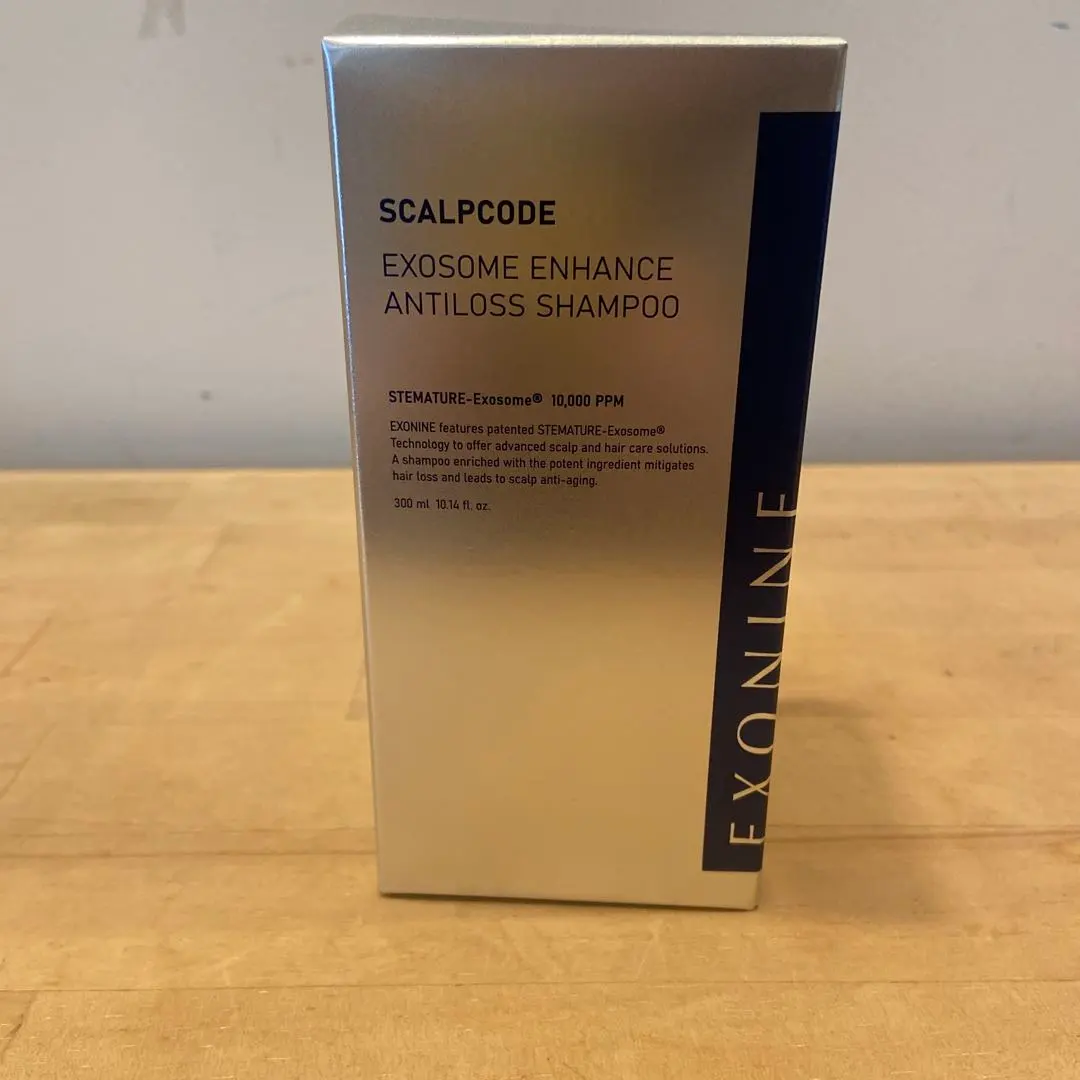 SCALPCODE
EXOSOME ENHANCE
ANTILOSS SHAMPOO
STEMATURE-Exosome® 10,000 PPM
EXONINE features patented STEMATURE-Exosome®
Technology to offer advanced scalp and hair care solutions.
A shampoo enriched with the potent ingredient mitigates
hair loss and leads to scalp anti-aging.
300 ml 10.14 fl. oz.
EXONINE